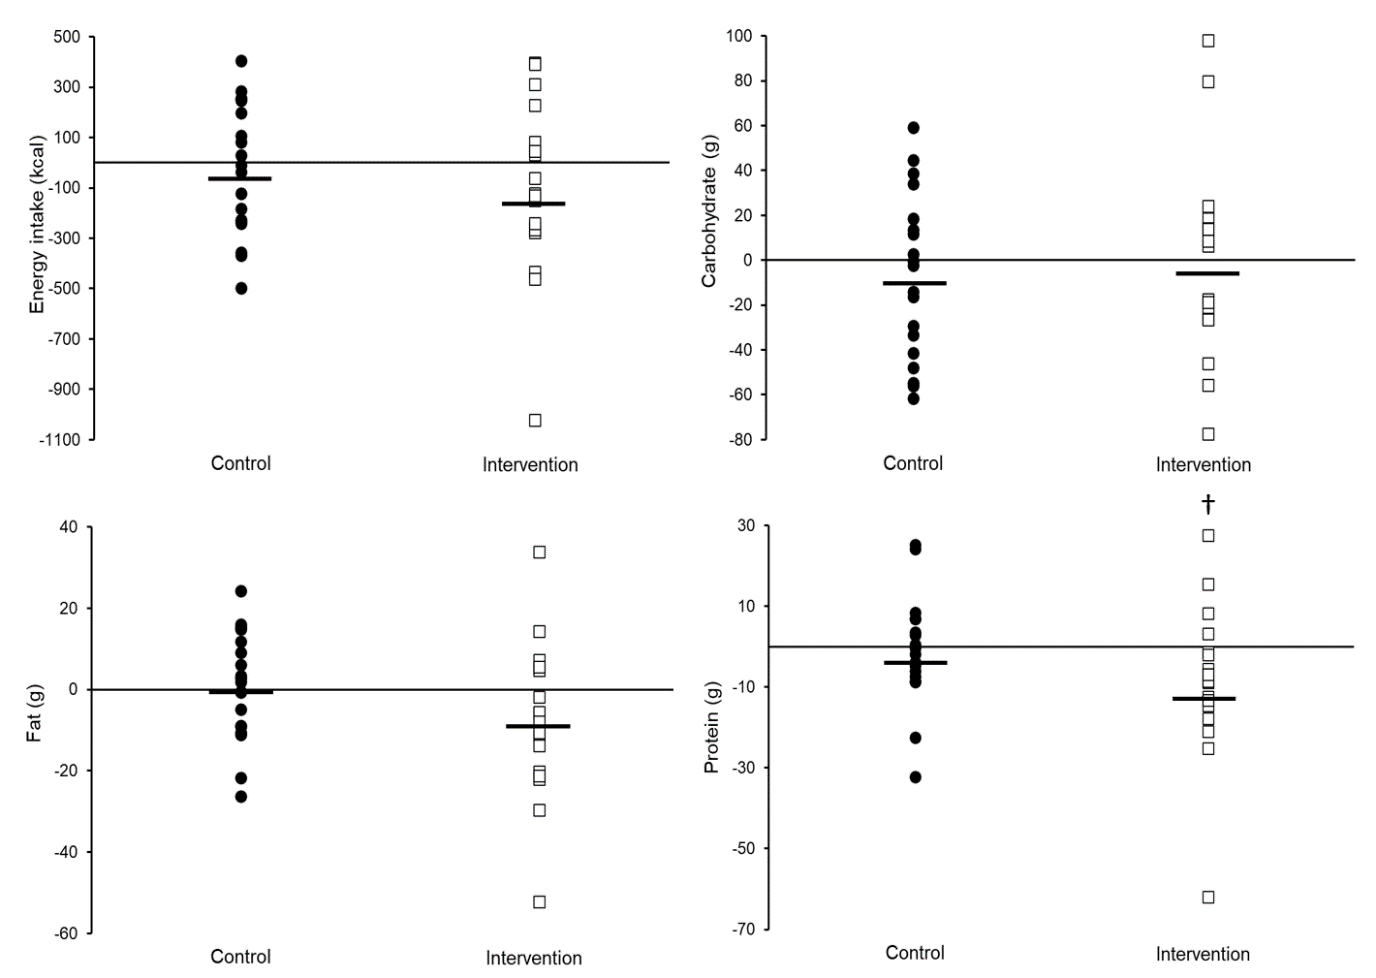 500
300
100
-100
-300
-500
-700
-900
-1100
Energy intake (kcal)
Control
Intervention
100
80
60
40
20
0
-20
-40
-60
-80
Carbohydrate (g)
Control
Intervention
40
20
0
-20
-40
-60
Fat (g)
Control
Intervention
†
30
10
-10
-30
-50
-70
Protein (g)
Control
Intervention